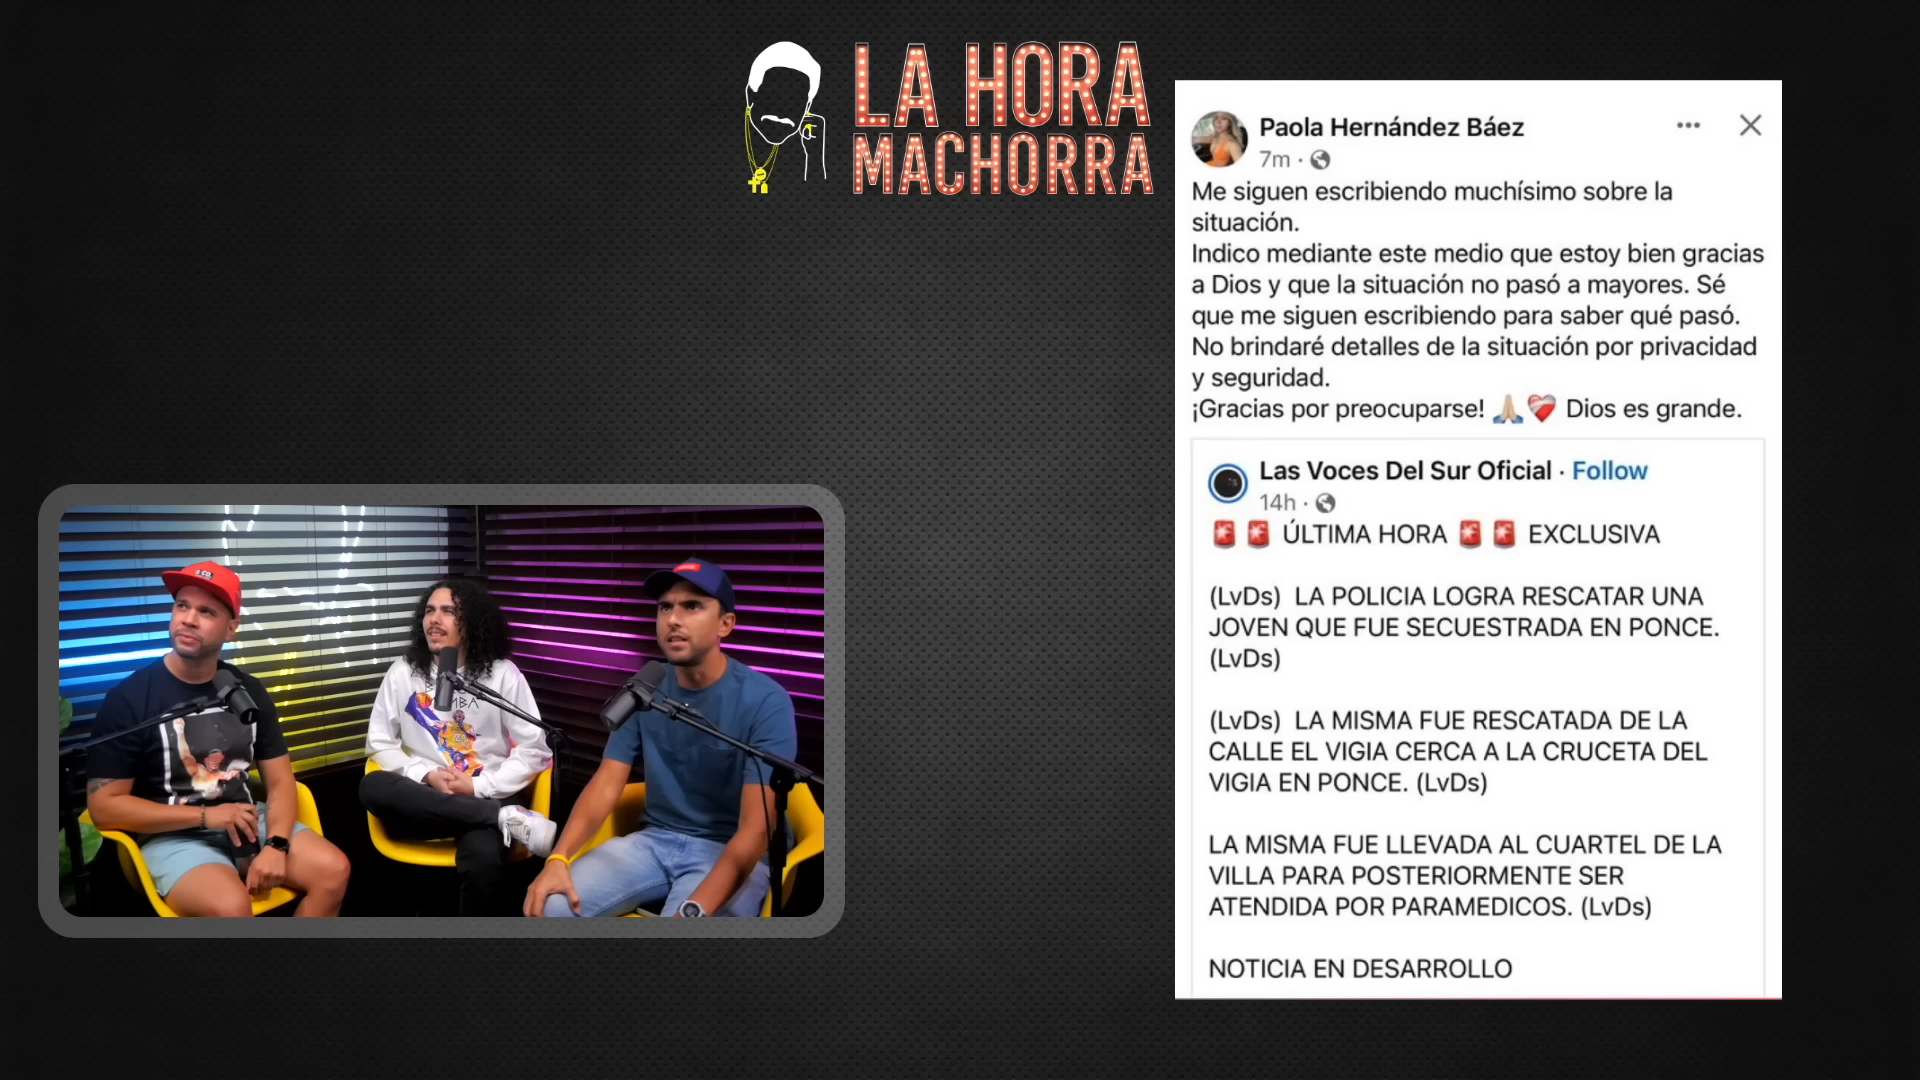 LA HORA
MACHORRA
Paola Hernández Báez
7m ·
Me siguen escribiendo muchísimo sobre la
situación.
Indico mediante este medio que estoy bien gracias
a Dios y que la situación no pasó a mayores. Sé
que me siguen escribiendo para saber qué pasó.
No brindaré detalles de la situación por privacidad
y seguridad.
¡Gracias por preocuparse! 🙏🏼❤️‍🩹 Dios es grande.
Las Voces Del Sur Oficial · Follow
14h ·
🚨🚨 ÚLTIMA HORA 🚨🚨 EXCLUSIVA
(LvDs) LA POLICIA LOGRA RESCATAR UNA
JOVEN QUE FUE SECUESTRADA EN PONCE.
(LvDs)
(LvDs) LA MISMA FUE RESCATADA DE LA
CALLE EL VIGIA CERCA A LA CRUCETA DEL
VIGIA EN PONCE. (LvDs)
LA MISMA FUE LLEVADA AL CUARTEL DE LA
VILLA PARA POSTERIORMENTE SER
ATENDIDA POR PARAMEDICOS. (LvDs)
NOTICIA EN DESARROLLO